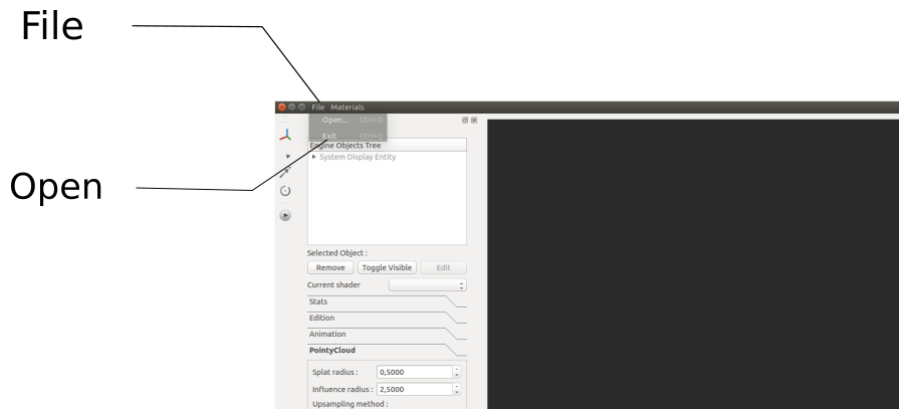 File
File Materials
Open... Ctrl+O
Exit Ctrl+Q
Engine Objects Tree
System Display Entity
Open
Selected Object :
Remove Toggle Visible Edit
Current shader
Stats
Edition
Animation
PointyCloud
Splat radius : 0,5000
Influence radius : 2,5000
Upsampling method :